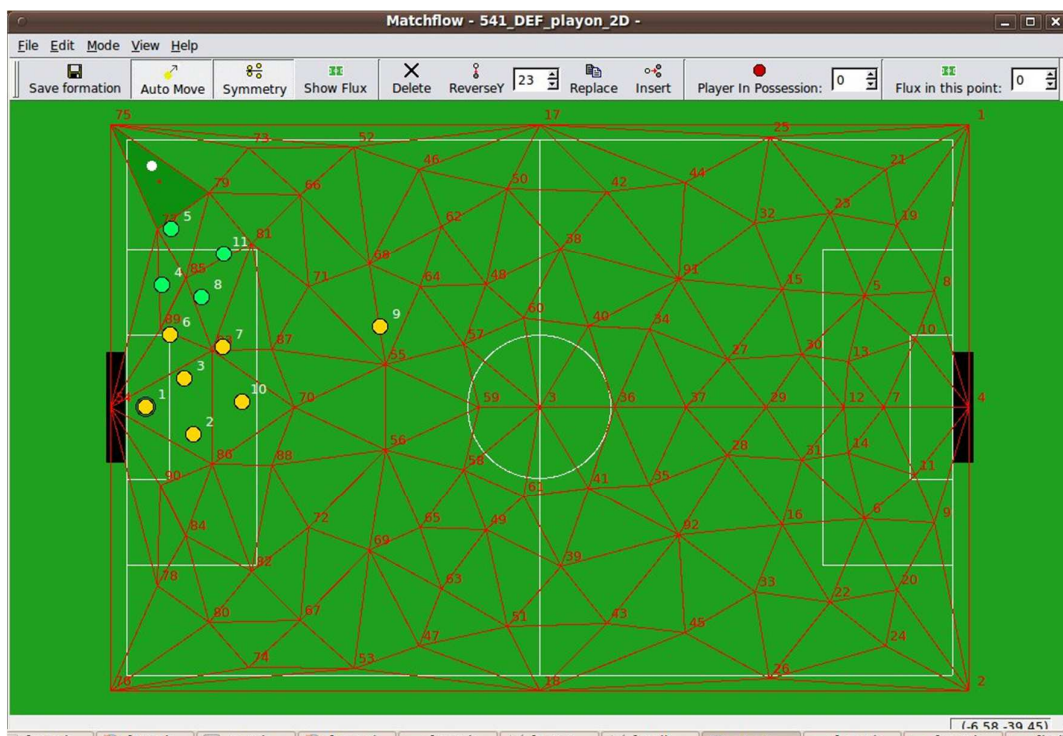 Matchflow - 541_DEF_playon_2D -
File Edit Mode View Help
Save formation Auto Move Symmetry Show Flux Delete ReverseY 23 Replace Insert Player In Possession: 0 Flux in this point: 0
75 17 1
73 52 25
46 21
79 66 50 42 44
5 62 32 23 19
11 81 38
4 85 68
8 71 64 48 91 15 5 8
89 6 9 60 40 34 10
7 87 57 55 27 30 13
3
1 10 70 59 3 36 37 29 12 7 4
2 56
86 88 58 28 31 14 11
90 61 41 35
84 72 65 49 92 16 6 9
69
82 39
78 63 33 20
80 67 51 43 22
47 45 24
74 53
76 18 26 2
(-6.58 -39.45)